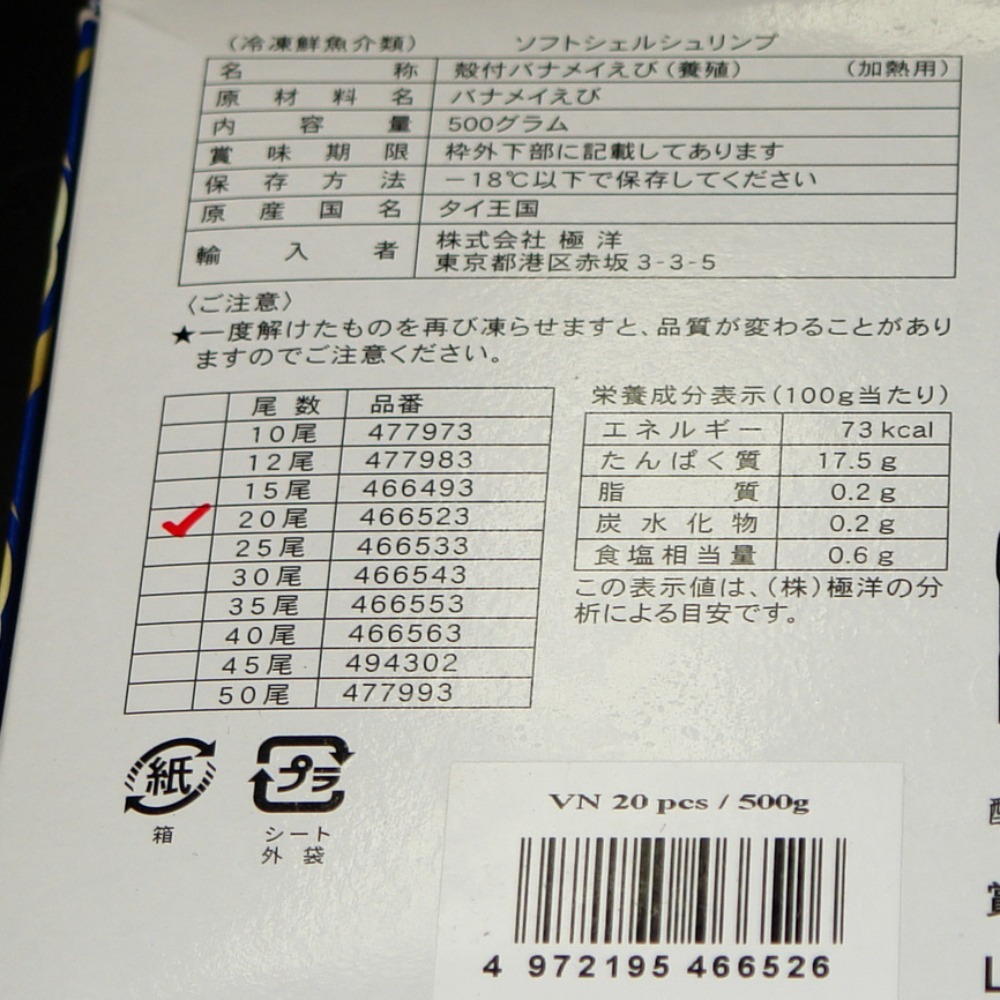 (冷凍鮮魚介類) ソフトシェルシュリンプ
名称 殻付バナメイえび(養殖) (加熱用)
原材料名 バナメイえび
内容量 500グラム
賞味期限 枠外下部に記載してあります
保存方法 -18℃以下で保存してください
原産国名 タイ王国
輸入者 株式会社 極洋
東京都港区赤坂3-3-5
〈ご注意〉
★一度解けたものを再び凍らせますと、品質が変わることがあり
ますのでご注意ください。
尾数 品番
10尾 477973
12尾 477983
15尾 466493
20尾 466523
25尾 466533
30尾 466543
35尾 466553
40尾 466563
45尾 494302
50尾 477993
栄養成分表示(100g当たり)
エネルギー 73kcal
たんぱく質 17.5g
脂質 0.2g
炭水化物 0.2g
食塩相当量 0.6g
この表示値は、(株)極洋の分
析による目安です。
紙
箱
プラ
シート
外袋
VN 20 pcs / 500g
4 972195 466526